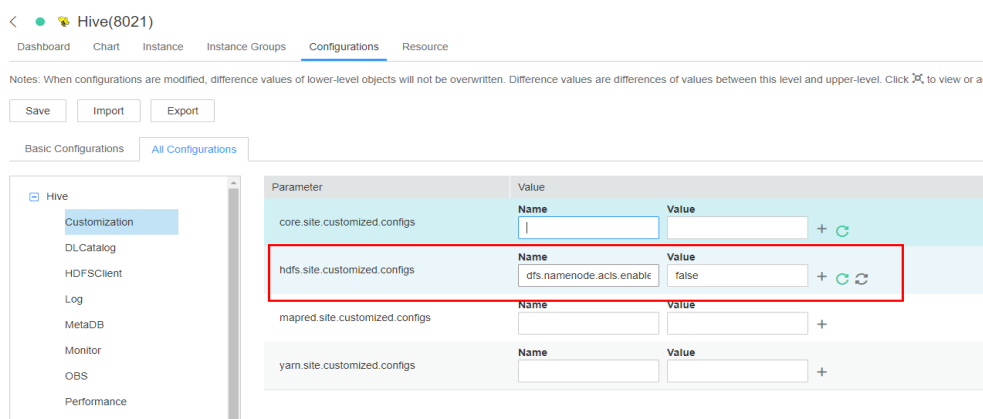 Hive(8021)
Dashboard Chart Instance Instance Groups Configurations Resource
Notes: When configurations are modified, difference values of lower-level objects will not be overwritten. Difference values are differences of values between this level and upper-level. Click to view or a
Save Import Export
Basic Configurations All Configurations
Hive
Customization
DLCatalog
HDFSClient
Log
MetaDB
Monitor
OBS
Performance
Parameter Value
Name Value
core.site.customized.configs
Name Value
hdfs.site.customized.configs dfs.namenode.acls.enable false
Name Value
mapred.site.customized.configs
Name Value
yarn.site.customized.configs